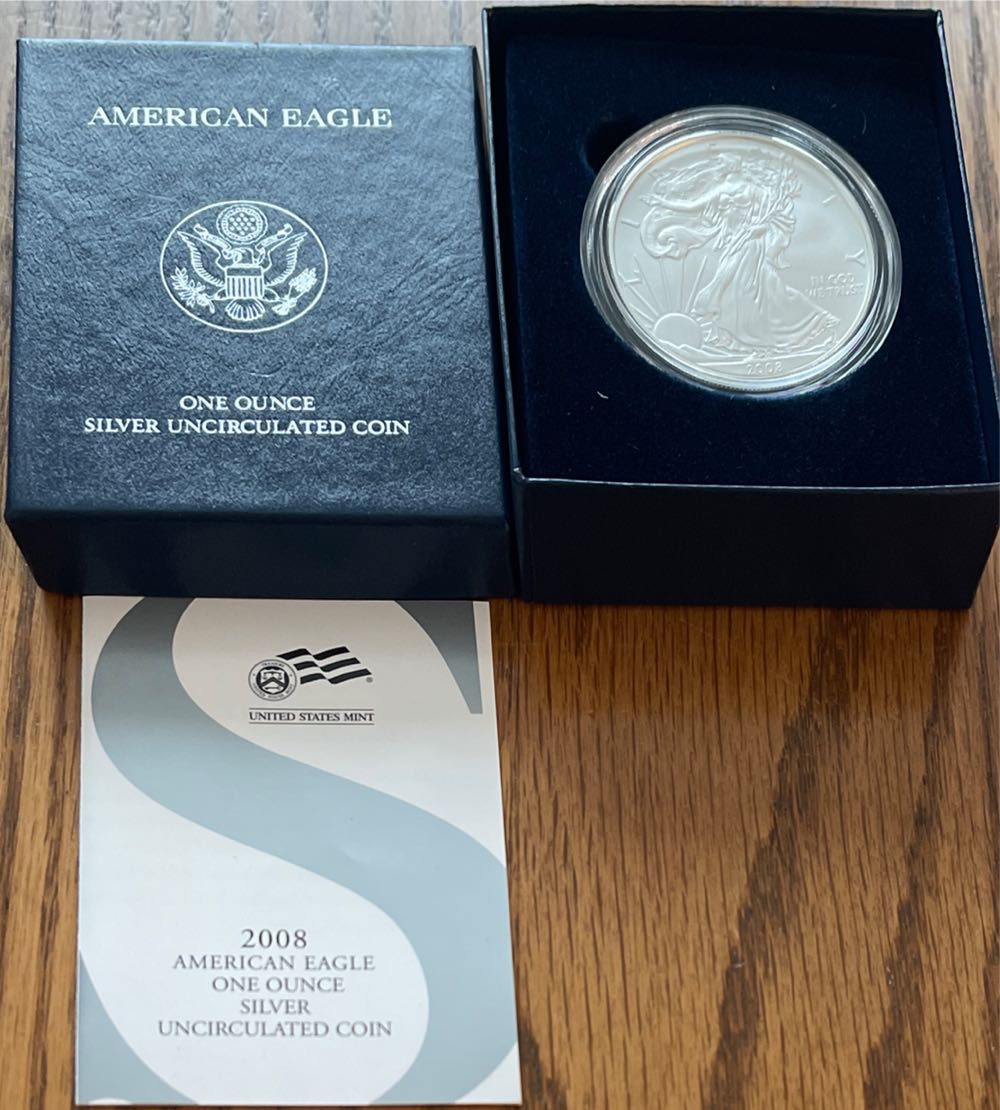 AMERICAN EAGLE
ONE OUNCE
SILVER UNCIRCULATED COIN
LIBERTY
IN GOD
WE TRUST
2008
UNITED STATES MINT
2008
AMERICAN EAGLE
ONE OUNCE
SILVER
UNCIRCULATED COIN